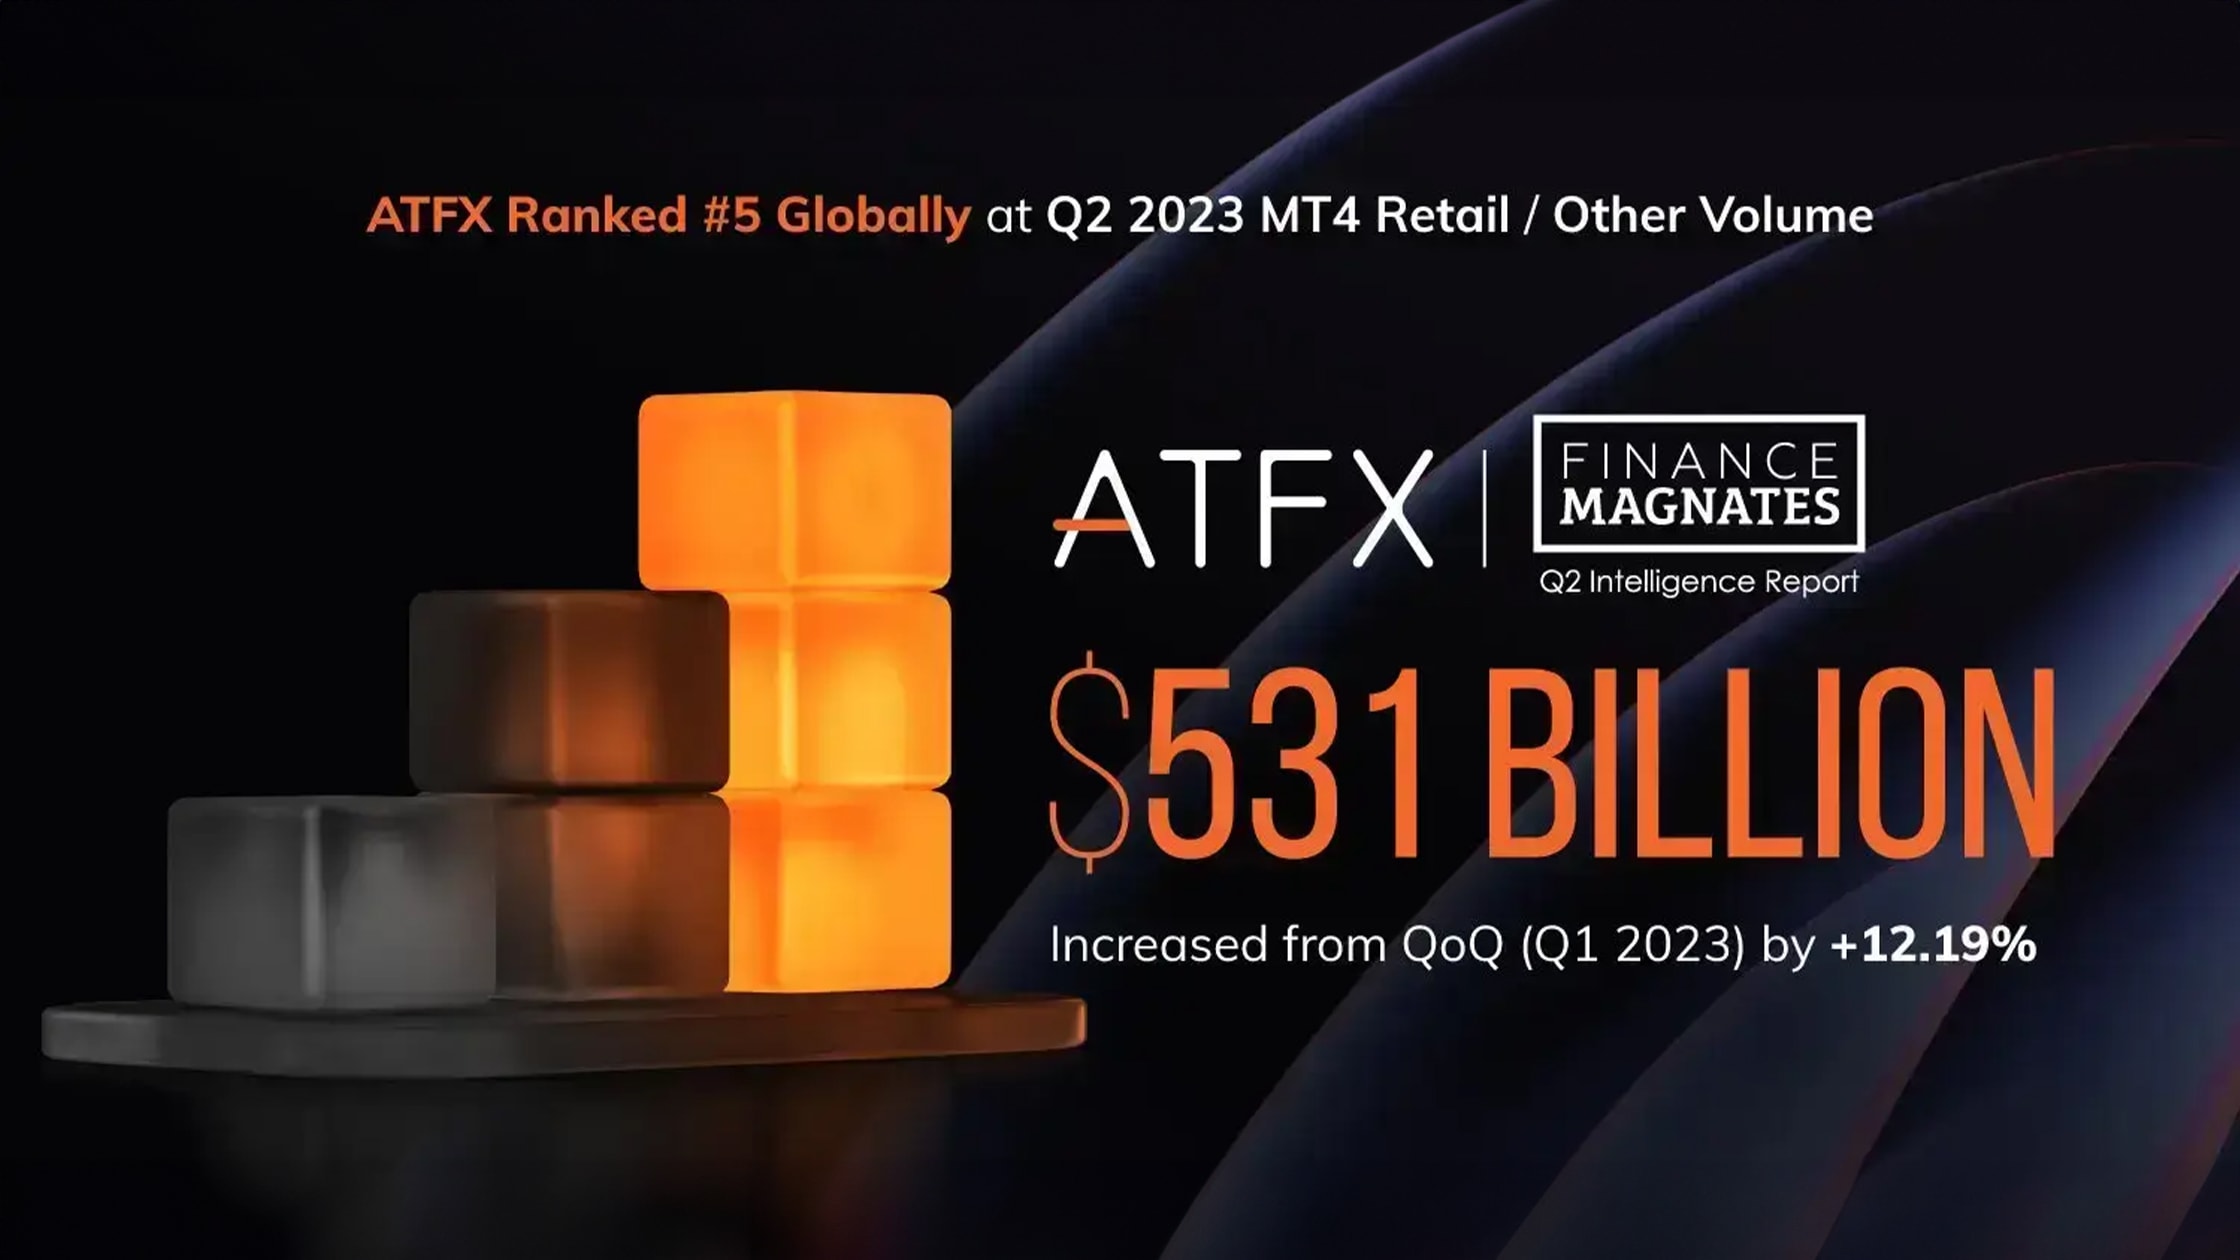 ATFX Ranked #5 Globally at Q2 2023 MT4 Retail / Other Volume
ATFX
FINANCE
MAGNATES
Q2 Intelligence Report
$531 BILLION
Increased from QoQ (Q1 2023) by +12.19%